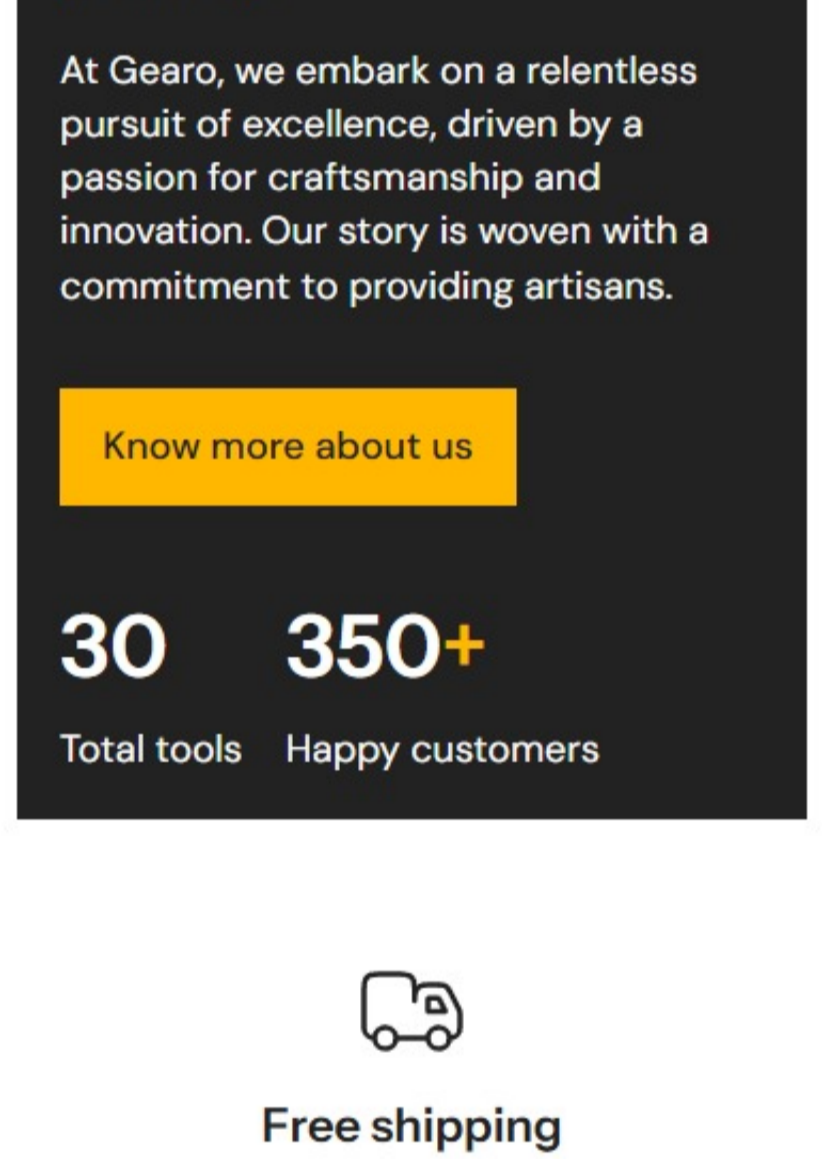 At Gearo, we embark on a relentless
pursuit of excellence, driven by a
passion for craftsmanship and
innovation. Our story is woven with a
commitment to providing artisans.
Know more about us
30
Total tools
350+
Happy customers
Free shipping